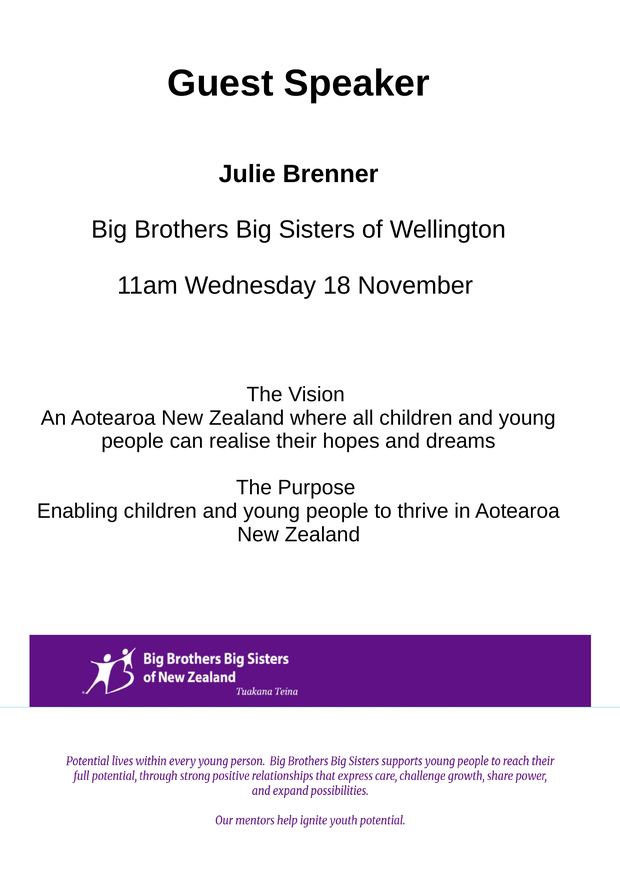 Guest Speaker
Julie Brenner
Big Brothers Big Sisters of Wellington
11am Wednesday 18 November
The Vision
An Aotearoa New Zealand where all children and young
people can realise their hopes and dreams
The Purpose
Enabling children and young people to thrive in Aotearoa
New Zealand
Big Brothers Big Sisters
of New Zealand
Tuakana Teina
Potential lives within every young person. Big Brothers Big Sisters supports young people to reach their
full potential, through strong positive relationships that express care, challenge growth, share power,
and expand possibilities.
Our mentors help ignite youth potential.